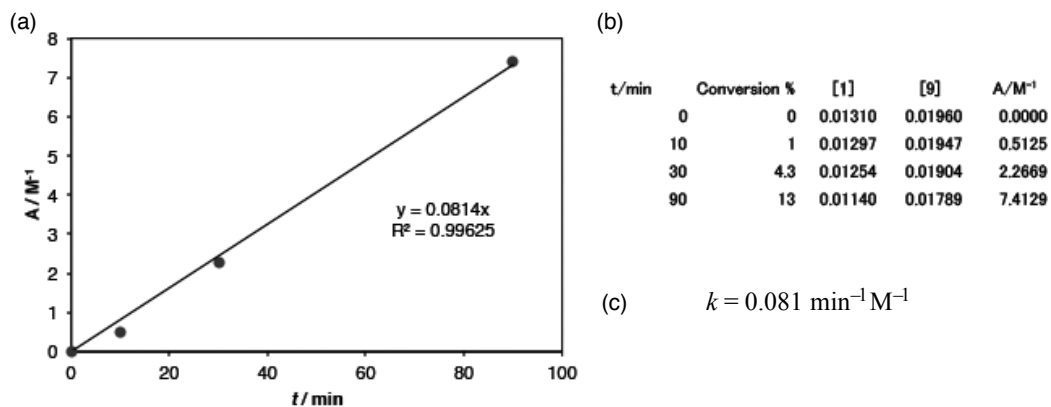 (a)
8
7
6
5
4
3
2
1
0
A / M⁻¹
y = 0.0814x
R² = 0.99625
0 20 40 60 80 100
t / min
(b)
t/min Conversion % [1] [9] A/M⁻¹
0 0 0.01310 0.01960 0.0000
10 1 0.01297 0.01947 0.5125
30 4.3 0.01254 0.01904 2.2669
90 13 0.01140 0.01789 7.4129
(c) k = 0.081 min⁻¹ M⁻¹